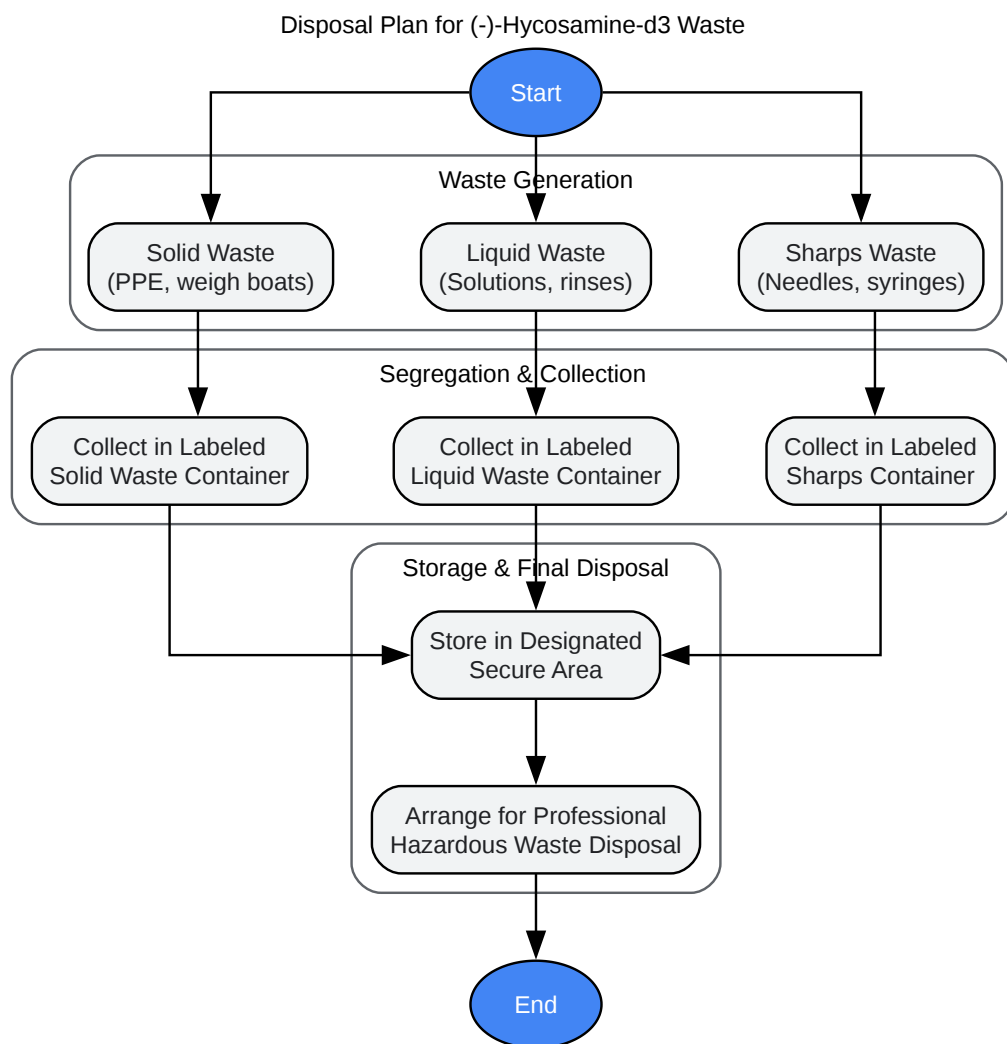 Disposal Plan for (-)-Hycosamine-d3 Waste
Start
Waste Generation
Solid Waste
(PPE, weigh boats)
Liquid Waste
(Solutions, rinses)
Sharps Waste
(Needles, syringes)
Segregation & Collection
Collect in Labeled
Solid Waste Container
Collect in Labeled
Liquid Waste Container
Collect in Labeled
Sharps Container
Storage & Final Disposal
Store in Designated
Secure Area
Arrange for Professional
Hazardous Waste Disposal
End